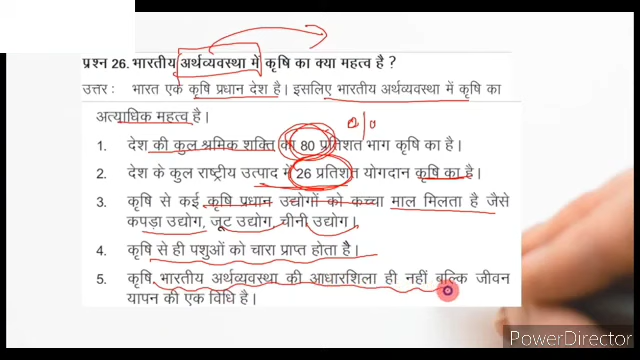 प्रश्न 26. भारतीय अर्थव्यवस्था में कृषि का क्या महत्व है ?
उत्तरः भारत एक कृषि प्रधान देश है। इसलिए भारतीय अर्थव्यवस्था में कृषि का
अत्याधिक महत्व है।
%
1. देश की कुल श्रमिक शक्ति का 80 प्रतिशत भाग कृषि का है।
2. देश के कुल राष्ट्रीय उत्पाद में 26 प्रतिशत योगदान कृषि का है।
3. कृषि से कई कृषि प्रधान उद्योगों को कच्चा माल मिलता है जैसे
कपड़ा उद्योग, जूट उद्योग, चीनी उद्योग।
4. कृषि से ही पशुओं को चारा प्राप्त होता है।
5. कृषि भारतीय अर्थव्यवस्था की आधारशिला ही नहीं बल्कि जीवन
यापन की एक विधि है।
PowerDirector